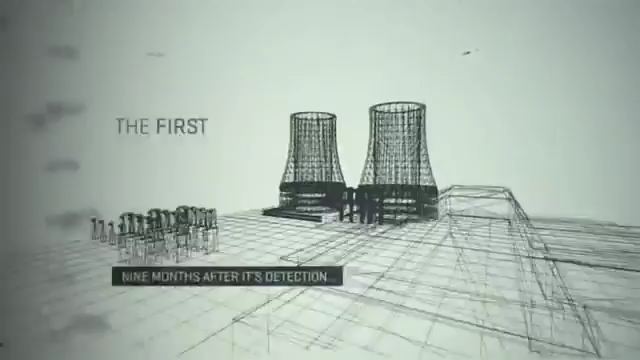 THE FIRST
NINE MONTHS AFTER IT'S DETECTION...